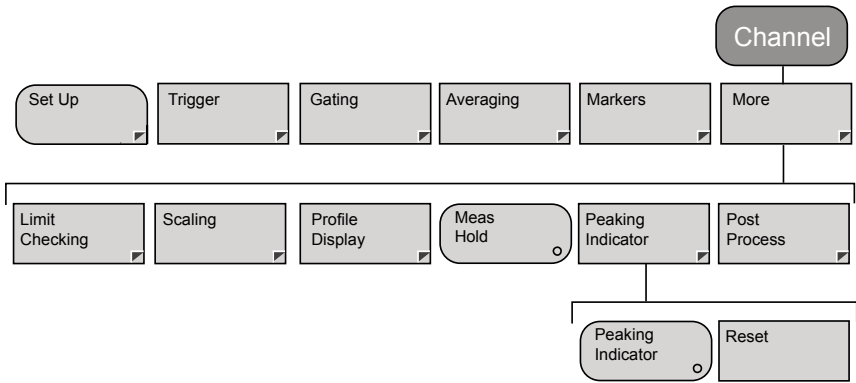 Channel
Set Up
Trigger
Gating
Averaging
Markers
More
Limit
Checking
Scaling
Profile
Display
Meas
Hold
Peaking
Indicator
Post
Process
Peaking
Indicator
Reset